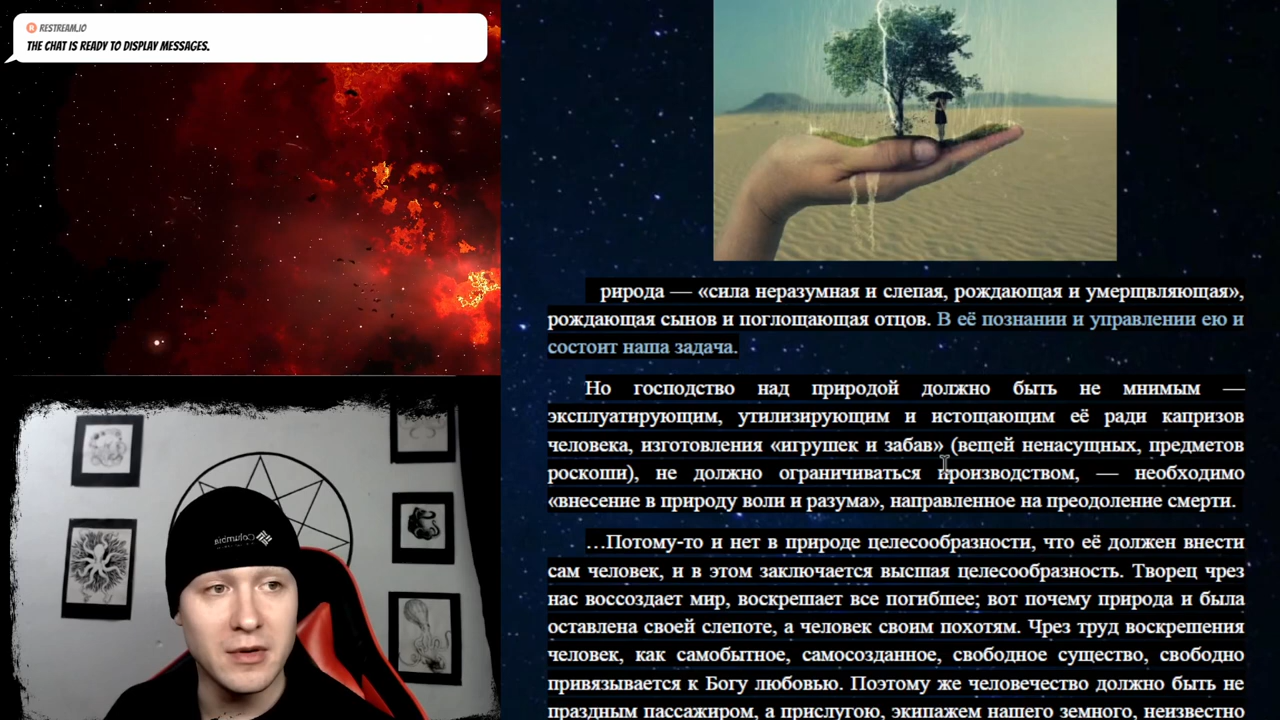 RESTREAM.IO
THE CHAT IS READY TO DISPLAY MESSAGES.
рирода — «сила неразумная и слепая, рождающая и умерщвляющая»,
рождающая сынов и поглощающая отцов. В её познании и управлении ею и
состоит наша задача.
Но господство над природой должно быть не мнимым —
эксплуатирующим, утилизирующим и истощающим её ради капризов
человека, изготовления «игрушек и забав» (вещей ненасущных, предметов
роскоши), не должно ограничиваться производством, — необходимо
«внесение в природу воли и разума», направленное на преодоление смерти.
…Потому-то и нет в природе целесообразности, что её должен внести
сам человек, и в этом заключается высшая целесообразность. Творец чрез
нас воссоздает мир, воскрешает все погибшее; вот почему природа и была
оставлена своей слепоте, а человек своим похотям. Чрез труд воскрешения
человек, как самобытное, самосозданное, свободное существо, свободно
привязывается к Богу любовью. Поэтому же человечество должно быть не
праздным пассажиром, а прислугою, экипажем нашего земного, неизвестно
Columbia